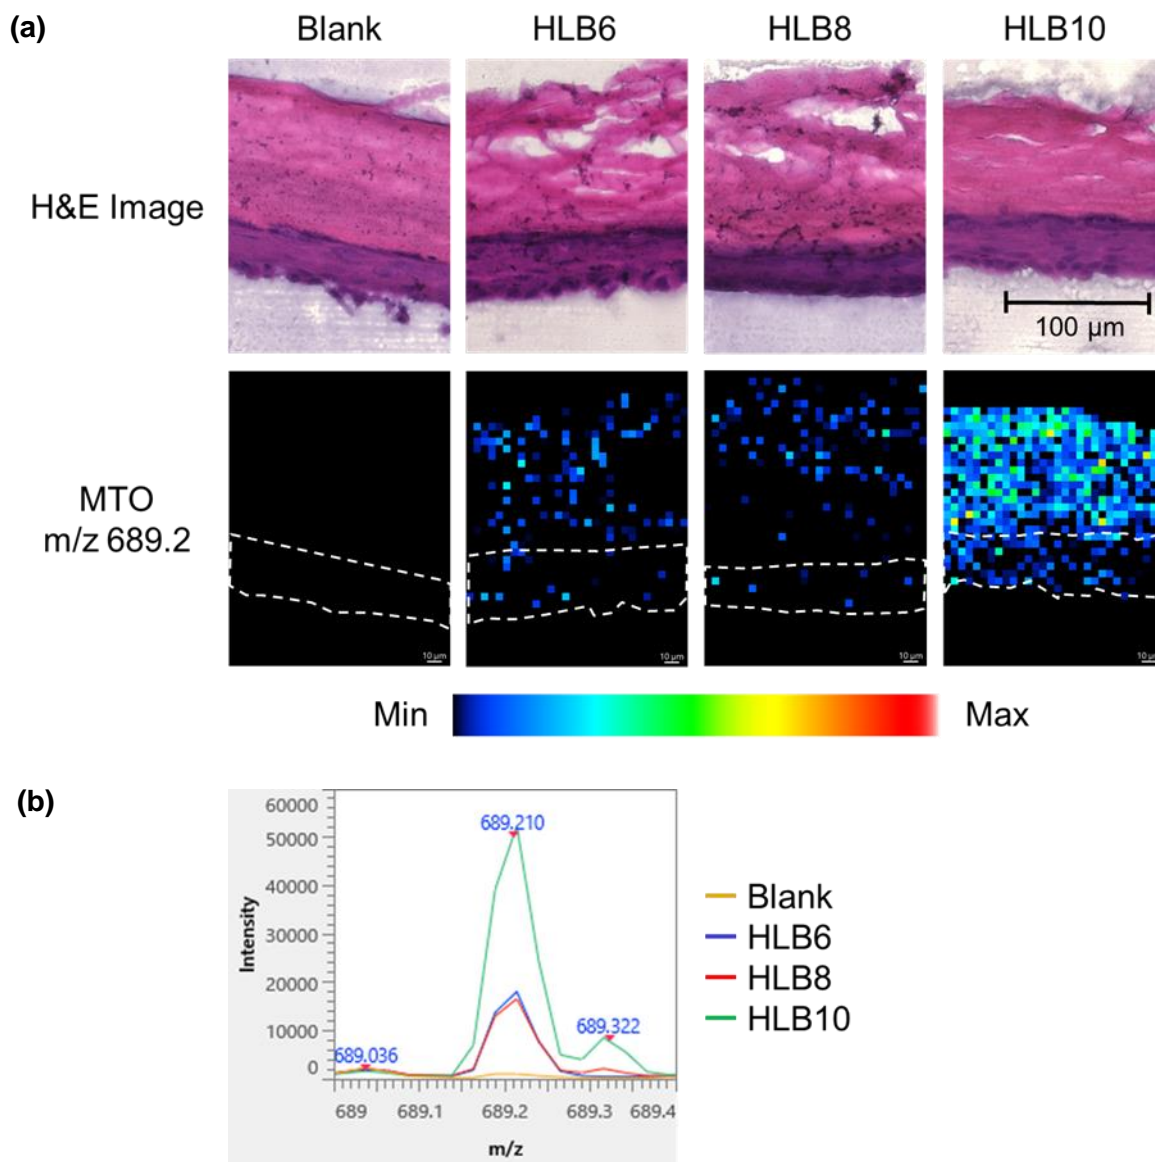 (a)
Blank HLB6 HLB8 HLB10
H&E Image
100 µm
MTO
m/z 689.2
10 µm 10 µm 10 µm 10 µm
Min Max
(b)
60000
50000
40000
30000
20000
10000
0
Intensity
689.210
689.322
689.036
689 689.1 689.2 689.3 689.4
m/z
Blank
HLB6
HLB8
HLB10